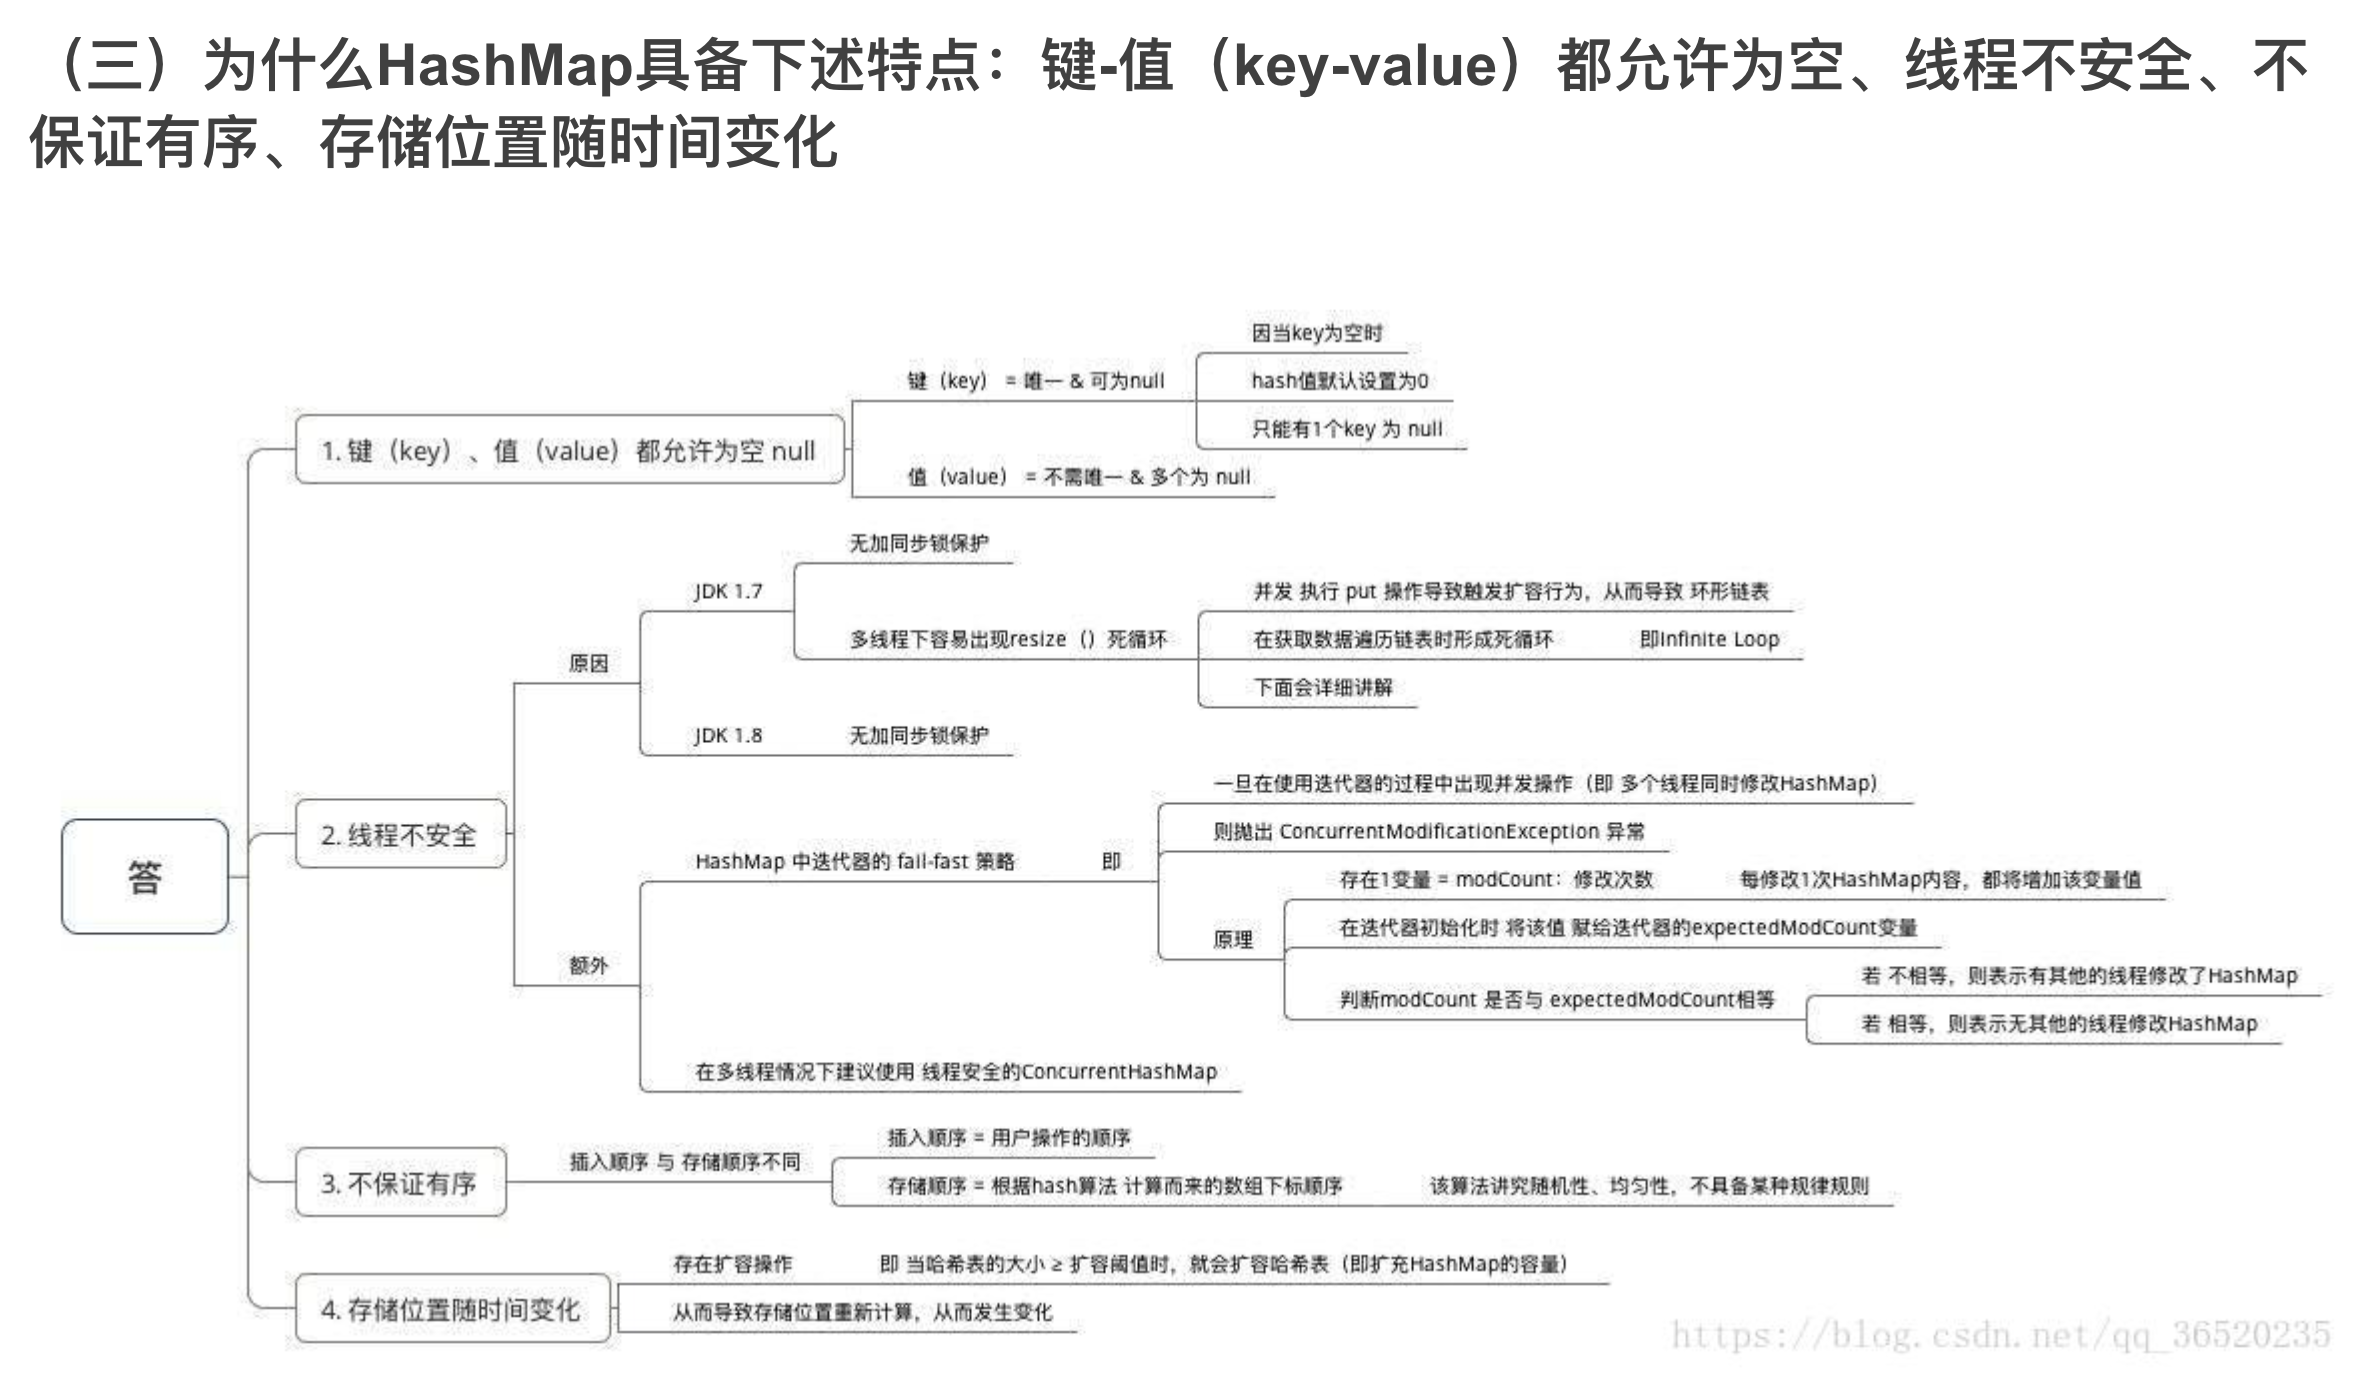 （三）为什么HashMap具备下述特点：键-值（key-value）都允许为空、线程不安全、不
保证有序、存储位置随时间变化
答
1. 键（key）、值（value）都允许为空 null
键（key） = 唯一 & 可为null
因当key为空时
hash值默认设置为0
只能有1个key 为 null
值（value） = 不需唯一 & 多个为 null
2. 线程不安全
原因
JDK 1.7
无加同步锁保护
多线程下容易出现resize（）死循环
并发 执行 put 操作导致触发扩容行为，从而导致 环形链表
在获取数据遍历链表时形成死循环 即Infinite Loop
下面会详细讲解
JDK 1.8 无加同步锁保护
额外
HashMap 中迭代器的 fail-fast 策略 即
一旦在使用迭代器的过程中出现并发操作（即 多个线程同时修改HashMap）
则抛出 ConcurrentModificationException 异常
原理
存在1变量 = modCount：修改次数 每修改1次HashMap内容，都将增加该变量值
在迭代器初始化时 将该值 赋给迭代器的expectedModCount变量
判断modCount 是否与 expectedModCount相等
若 不相等，则表示有其他的线程修改了HashMap
若 相等，则表示无其他的线程修改HashMap
在多线程情况下建议使用 线程安全的ConcurrentHashMap
3. 不保证有序
插入顺序 与 存储顺序不同
插入顺序 = 用户操作的顺序
存储顺序 = 根据hash算法 计算而来的数组下标顺序 该算法讲究随机性、均匀性，不具备某种规律规则
4. 存储位置随时间变化
存在扩容操作 即 当哈希表的大小 ≥ 扩容阈值时，就会扩容哈希表（即扩充HashMap的容量）
从而导致存储位置重新计算，从而发生变化
https://blog.csdn.net/qq_36520235